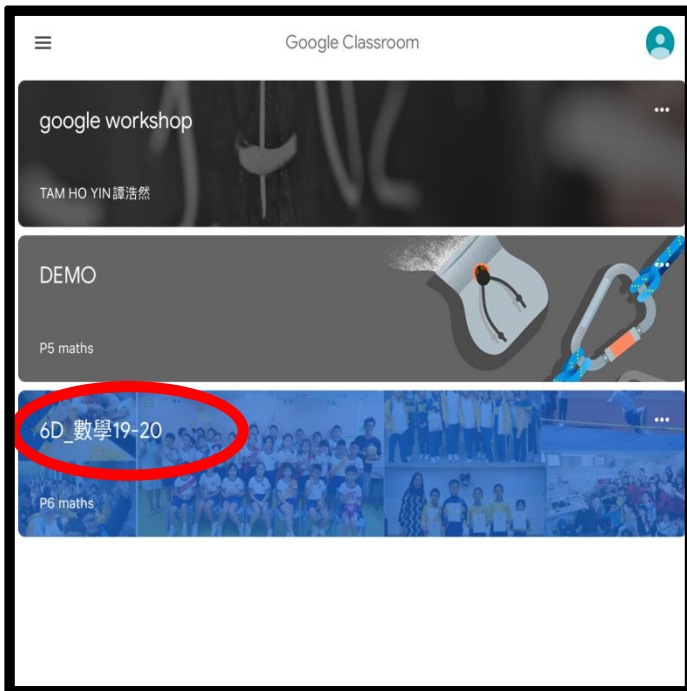 Google Classroom
google workshop
TAM HO YIN譚浩然
DEMO
P5 maths
6D_數學19-20
P6 maths